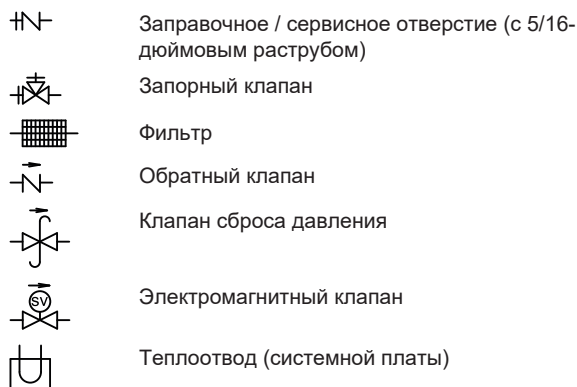 Заправочное / сервисное отверстие (с 5/16-
дюймовым раструбом)
Запорный клапан
Фильтр
Обратный клапан
Клапан сброса давления
SV
Электромагнитный клапан
Теплоотвод (системной платы)